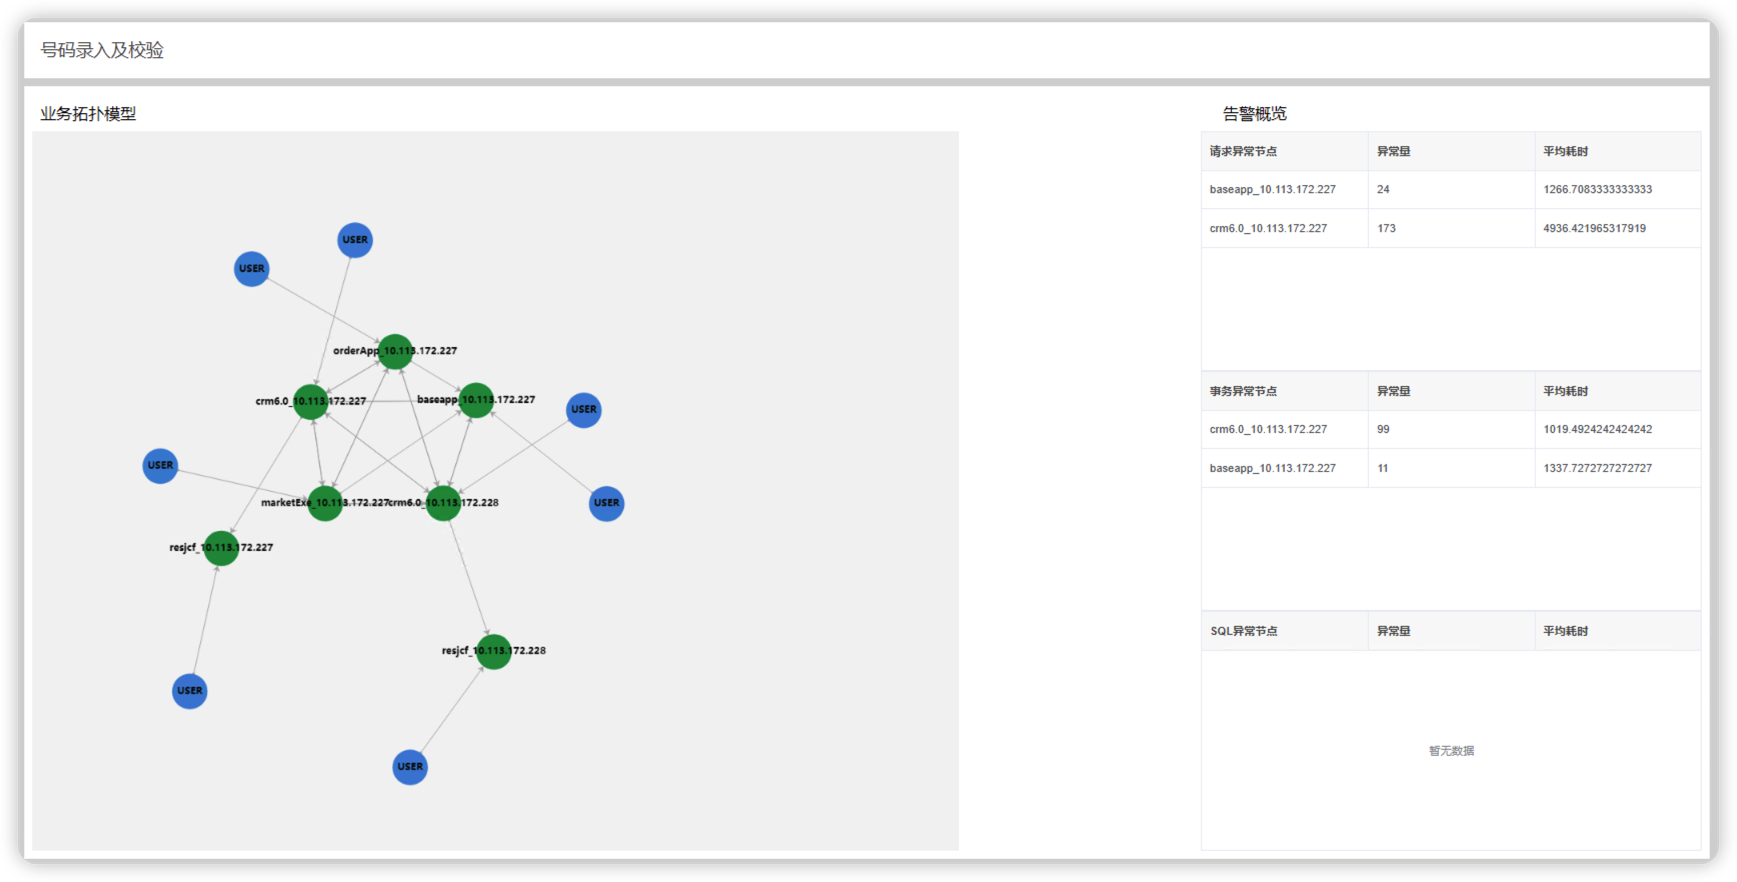 号码录入及校验
业务拓扑模型
USER
USER
orderApp_10.113.172.227
crm6.0_10.113.172.227
baseapp_10.113.172.227
USER
USER
marketExe_10.113.172.227
crm6.0_10.113.172.228
USER
resjcf_10.113.172.227
resjcf_10.113.172.228
USER
USER
告警概览
请求异常节点 异常量 平均耗时
baseapp_10.113.172.227 24 1266.7083333333333
crm6.0_10.113.172.227 173 4936.421965317919
事务异常节点 异常量 平均耗时
crm6.0_10.113.172.227 99 1019.4924242424242
baseapp_10.113.172.227 11 1337.7272727272727
SQL异常节点 异常量 平均耗时
暂无数据